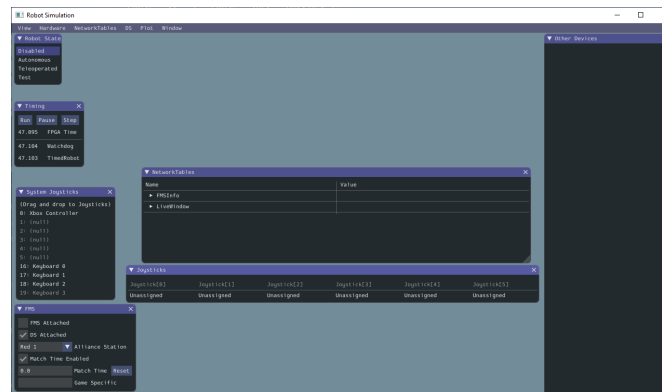 Robot Simulation
View Hardware NetworkTables DS Plot Window
Robot State
Disabled
Autonomous
Teleoperated
Test
Timing
Run Pause Step
47.095 FPGA Time
47.104 Watchdog
47.103 TimedRobot
System Joysticks
(Drag and drop to Joysticks)
0: Xbox Controller
1: (null)
2: (null)
3: (null)
4: (null)
5: (null)
16: Keyboard 0
17: Keyboard 1
18: Keyboard 2
19: Keyboard 3
FMS
FMS Attached
DS Attached
Red 1 Alliance Station
Match Time Enabled
0.0 Match Time Reset
Game Specific
NetworkTables
Name Value
FMSInfo
LiveWindow
Joysticks
Joystick[0] Joystick[1] Joystick[2] Joystick[3] Joystick[4] Joystick[5]
Unassigned Unassigned Unassigned Unassigned Unassigned Unassigned
Other Devices